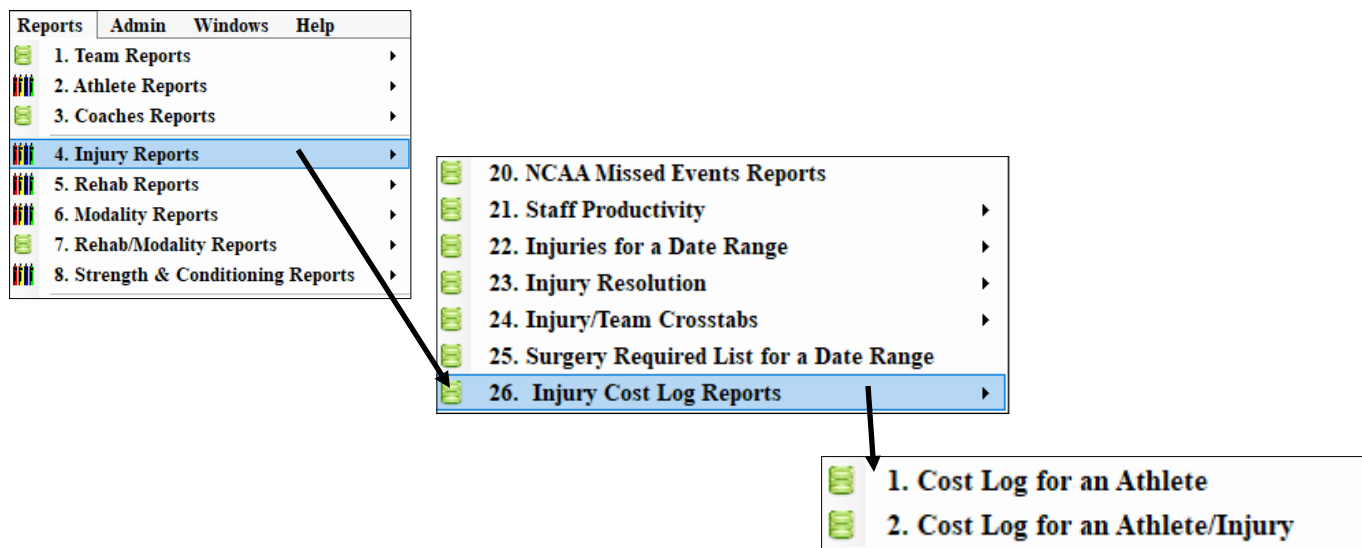 Reports Admin Windows Help
1. Team Reports
2. Athlete Reports
3. Coaches Reports
4. Injury Reports
5. Rehab Reports
6. Modality Reports
7. Rehab/Modality Reports
8. Strength & Conditioning Reports
20. NCAA Missed Events Reports
21. Staff Productivity
22. Injuries for a Date Range
23. Injury Resolution
24. Injury/Team Crosstabs
25. Surgery Required List for a Date Range
26. Injury Cost Log Reports
1. Cost Log for an Athlete
2. Cost Log for an Athlete/Injury